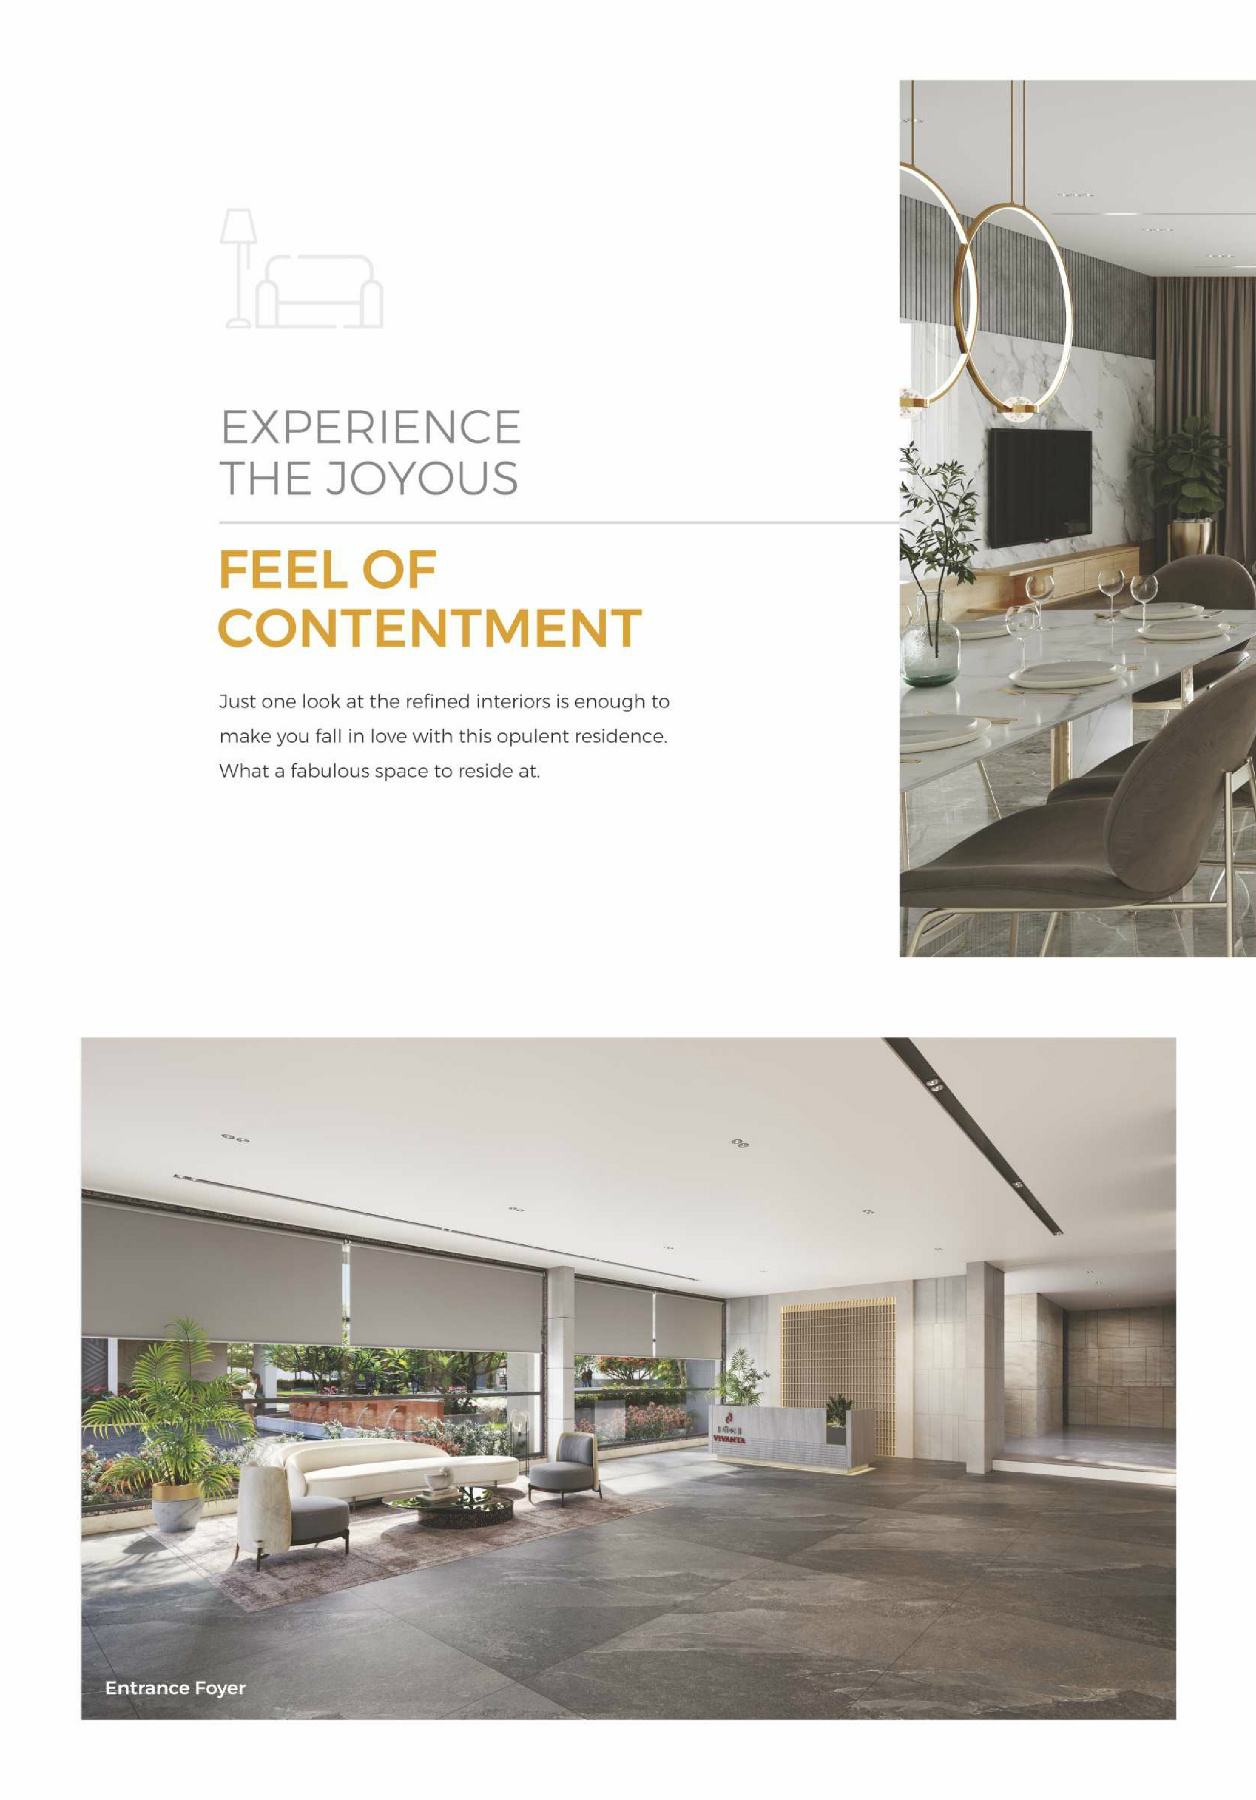 EXPERIENCE
THE JOYOUS
FEEL OF
CONTENTMENT
Just one look at the refined interiors is enough to
make you fall in love with this opulent residence.
What a fabulous space to reside at.
VIVANTA
Entrance Foyer